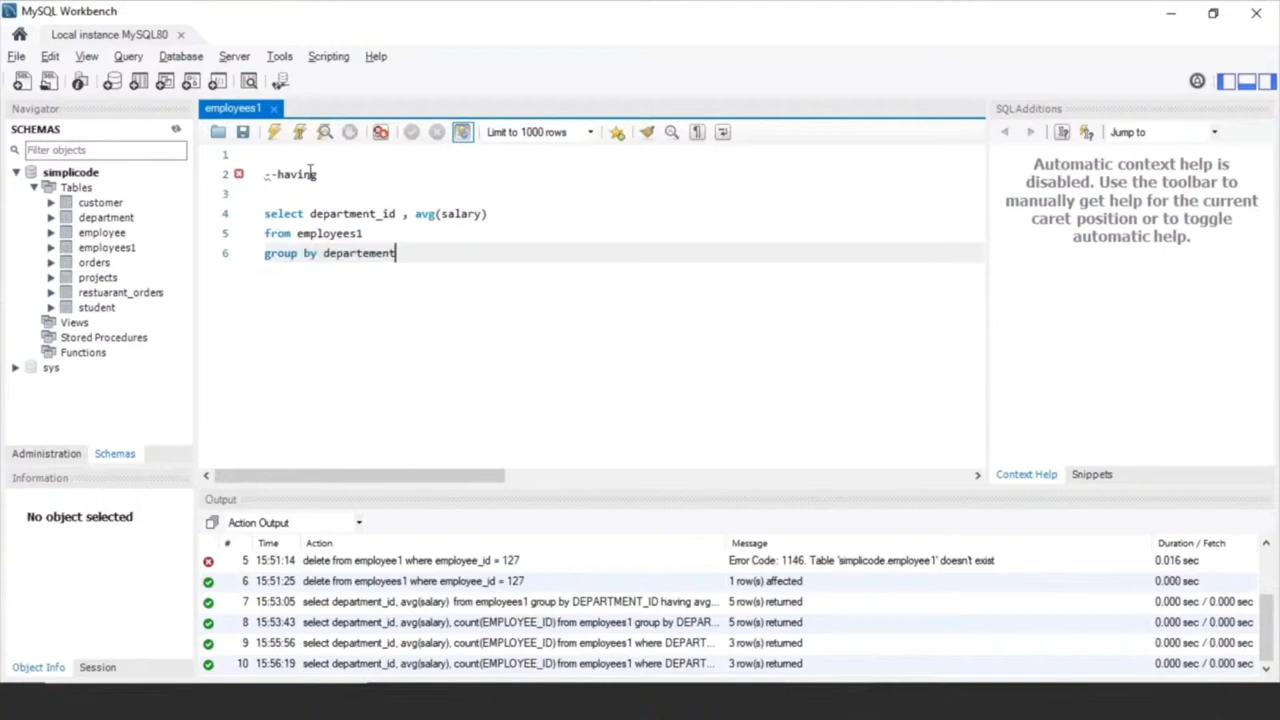 MySQL Workbench
Local instance MySQL80
File Edit View Query Database Server Tools Scripting Help
Navigator
SCHEMAS
Filter objects
simplicode
Tables
customer
department
employee
employees1
orders
projects
restuarant_orders
student
Views
Stored Procedures
Functions
sys
Administration Schemas
Information
No object selected
Object Info Session
employees1
Limit to 1000 rows
1
2 --having
3
4 select department_id , avg(salary)
5 from employees1
6 group by departement
SQLAdditions
Jump to
Automatic context help is
disabled. Use the toolbar to
manually get help for the current
caret position or to toggle
automatic help.
Context Help Snippets
Output
Action Output
# Time Action Message Duration / Fetch
5 15:51:14 delete from employee1 where employee_id = 127 Error Code: 1146. Table 'simplicode.employee1' doesn't exist 0.016 sec
6 15:51:25 delete from employees1 where employee_id = 127 1 row(s) affected 0.000 sec
7 15:53:05 select department_id, avg(salary) from employees1 group by DEPARTMENT_ID having avg... 5 row(s) returned 0.000 sec / 0.000 sec
8 15:53:43 select department_id, avg(salary), count(EMPLOYEE_ID)from employees1 group by DEPAR... 5 row(s) returned 0.000 sec / 0.000 sec
9 15:55:56 select department_id, avg(salary), count(EMPLOYEE_ID)from employees1 where DEPART... 3 row(s) returned 0.000 sec / 0.000 sec
10 15:56:19 select department_id, avg(salary), count(EMPLOYEE_ID)from employees1 where DEPART... 3 row(s) returned 0.000 sec / 0.000 sec